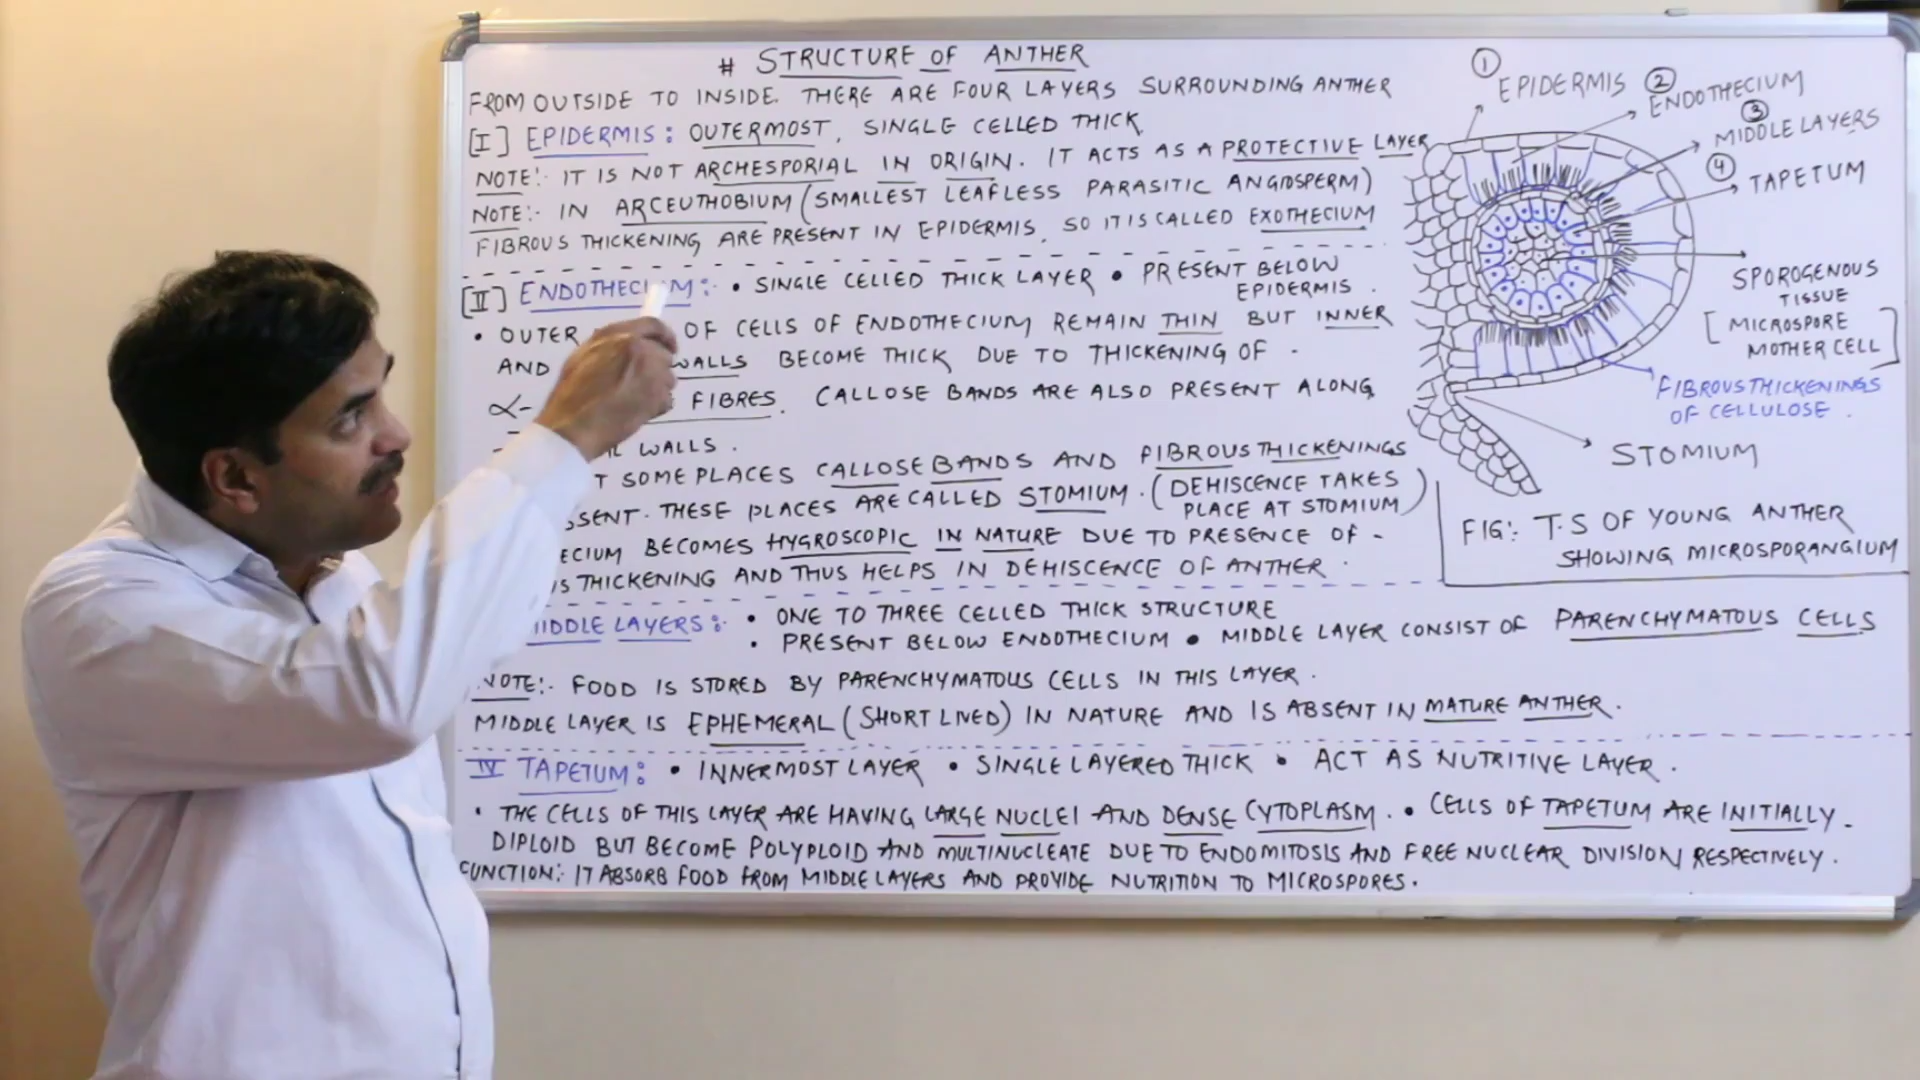 # STRUCTURE OF ANTHER
FROM OUTSIDE TO INSIDE THERE ARE FOUR LAYERS SURROUNDING ANTHER
[I] EPIDERMIS: OUTERMOST, SINGLE CELLED THICK
NOTE:- IT IS NOT ARCHESPORIAL IN ORIGIN. IT ACTS AS A PROTECTIVE LAYER
NOTE:- IN ARCEUTHOBIUM (SMALLEST LEAFLESS PARASITIC ANGIOSPERM)
FIBROUS THICKENING ARE PRESENT IN EPIDERMIS, SO IT IS CALLED EXOTHECIUM
[II] ENDOTHECIUM:- • SINGLE CELLED THICK LAYER • PRESENT BELOW
EPIDERMIS.
• OUTER OF CELLS OF ENDOTHECIUM REMAIN THIN BUT INNER
AND WALLS BECOME THICK DUE TO THICKENING OF -
α- FIBRES. CALLOSE BANDS ARE ALSO PRESENT ALONG
WALLS.
SOME PLACES CALLOSE BANDS AND FIBROUS THICKENINGS
SENT. THESE PLACES ARE CALLED STOMIUM. (DEHISCENCE TAKES
PLACE AT STOMIUM)
ECIUM BECOMES HYGROSCOPIC IN NATURE DUE TO PRESENCE OF -
S THICKENING AND THUS HELPS IN DEHISCENCE OF ANTHER.
MIDDLE LAYERS:- • ONE TO THREE CELLED THICK STRUCTURE
• PRESENT BELOW ENDOTHECIUM • MIDDLE LAYER CONSIST OF PARENCHYMATOUS CELLS
NOTE:- FOOD IS STORED BY PARENCHYMATOUS CELLS IN THIS LAYER.
MIDDLE LAYER IS EPHEMERAL (SHORT LIVED) IN NATURE AND IS ABSENT IN MATURE ANTHER.
IV TAPETUM: • INNERMOST LAYER • SINGLE LAYERED THICK • ACT AS NUTRITIVE LAYER.
• THE CELLS OF THIS LAYER ARE HAVING LARGE NUCLEI AND DENSE CYTOPLASM. • CELLS OF TAPETUM ARE INITIALLY -
DIPLOID BUT BECOME POLYPLOID AND MULTINUCLEATE DUE TO ENDOMITOSIS AND FREE NUCLEAR DIVISION RESPECTIVELY.
FUNCTION:- IT ABSORB FOOD FROM MIDDLE LAYERS AND PROVIDE NUTRITION TO MICROSPORES.
① EPIDERMIS
② ENDOTHECIUM
③ MIDDLE LAYERS
④ TAPETUM
SPOROGENOUS
TISSUE
[MICROSPORE
MOTHER CELL]
FIBROUS THICKENINGS
OF CELLULOSE.
STOMIUM
FIG:- T.S OF YOUNG ANTHER
SHOWING MICROSPORANGIUM